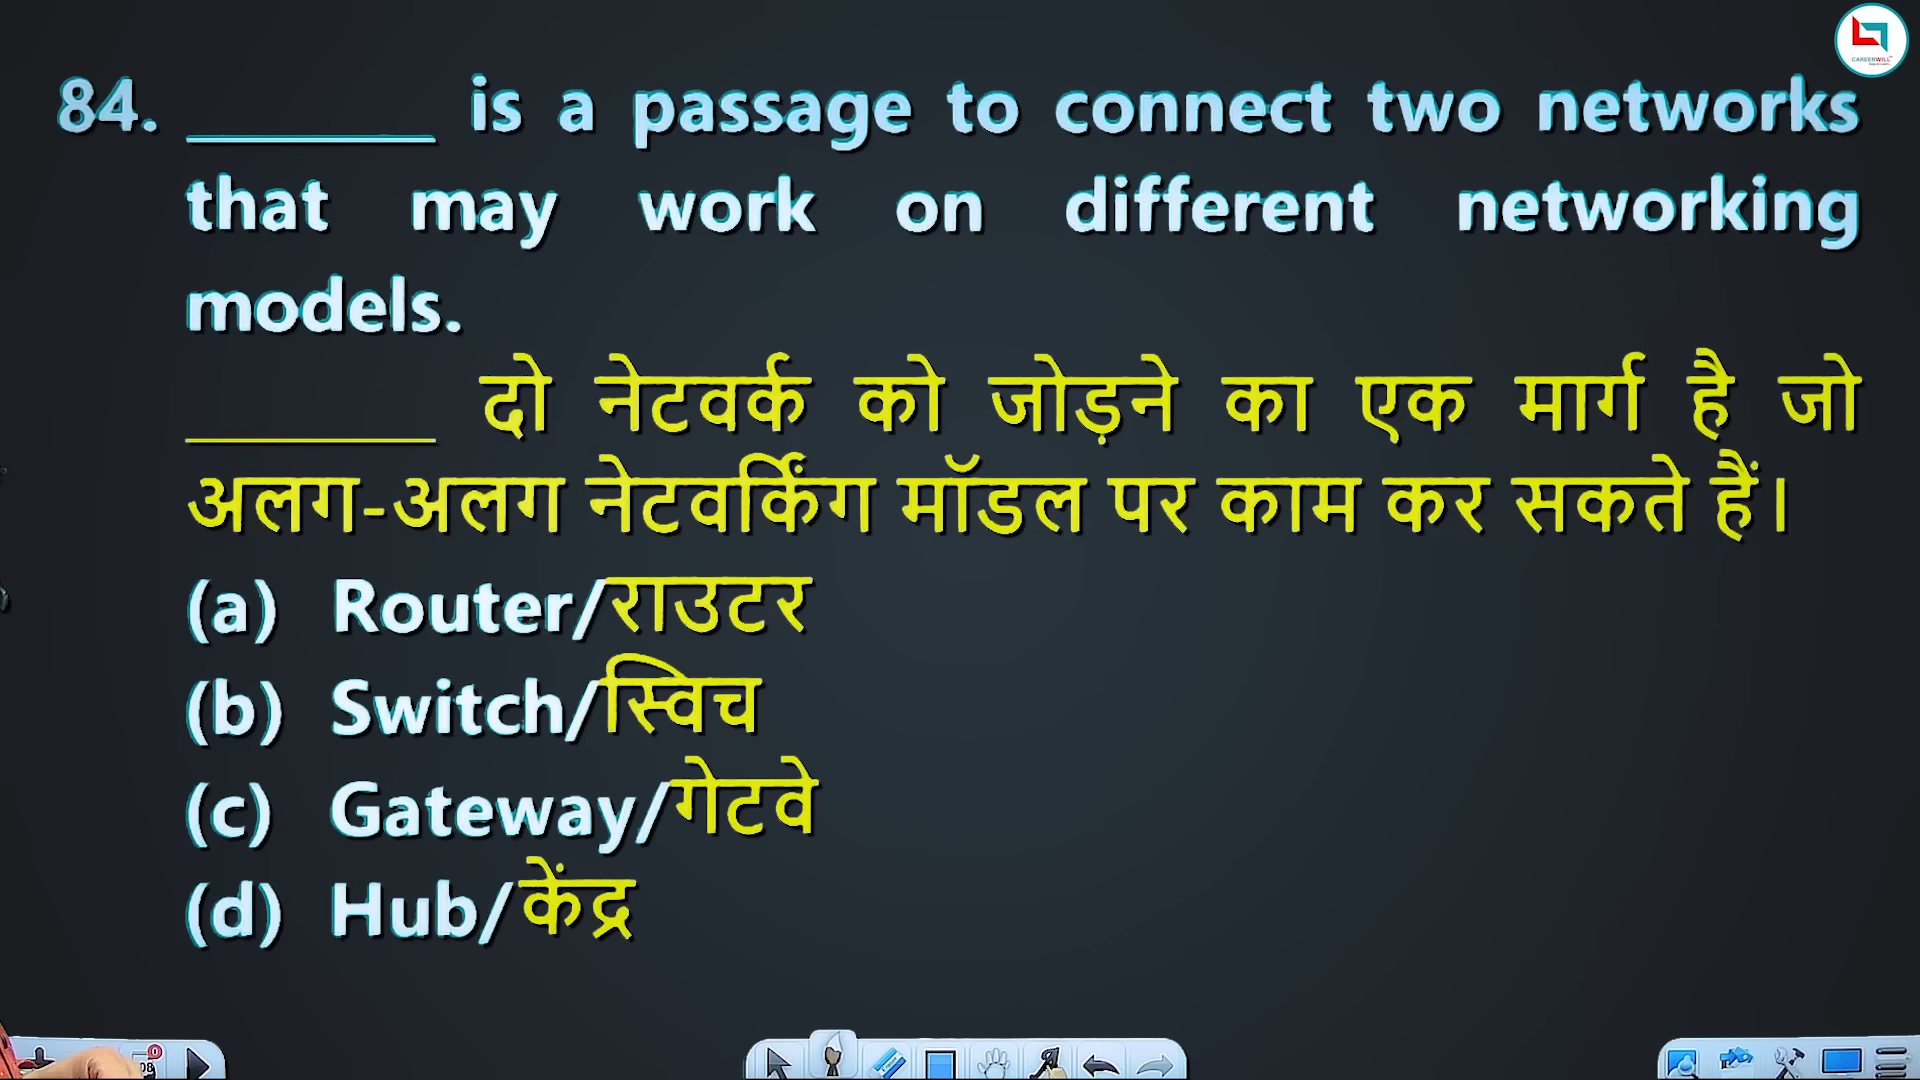 CAREERWILL
84. ________ is a passage to connect two networks
that may work on different networking
models.
________ दो नेटवर्क को जोड़ने का एक मार्ग है जो
अलग-अलग नेटवर्किंग मॉडल पर काम कर सकते हैं।
(a) Router/राउटर
(b) Switch/स्विच
(c) Gateway/गेटवे
(d) Hub/केंद्र